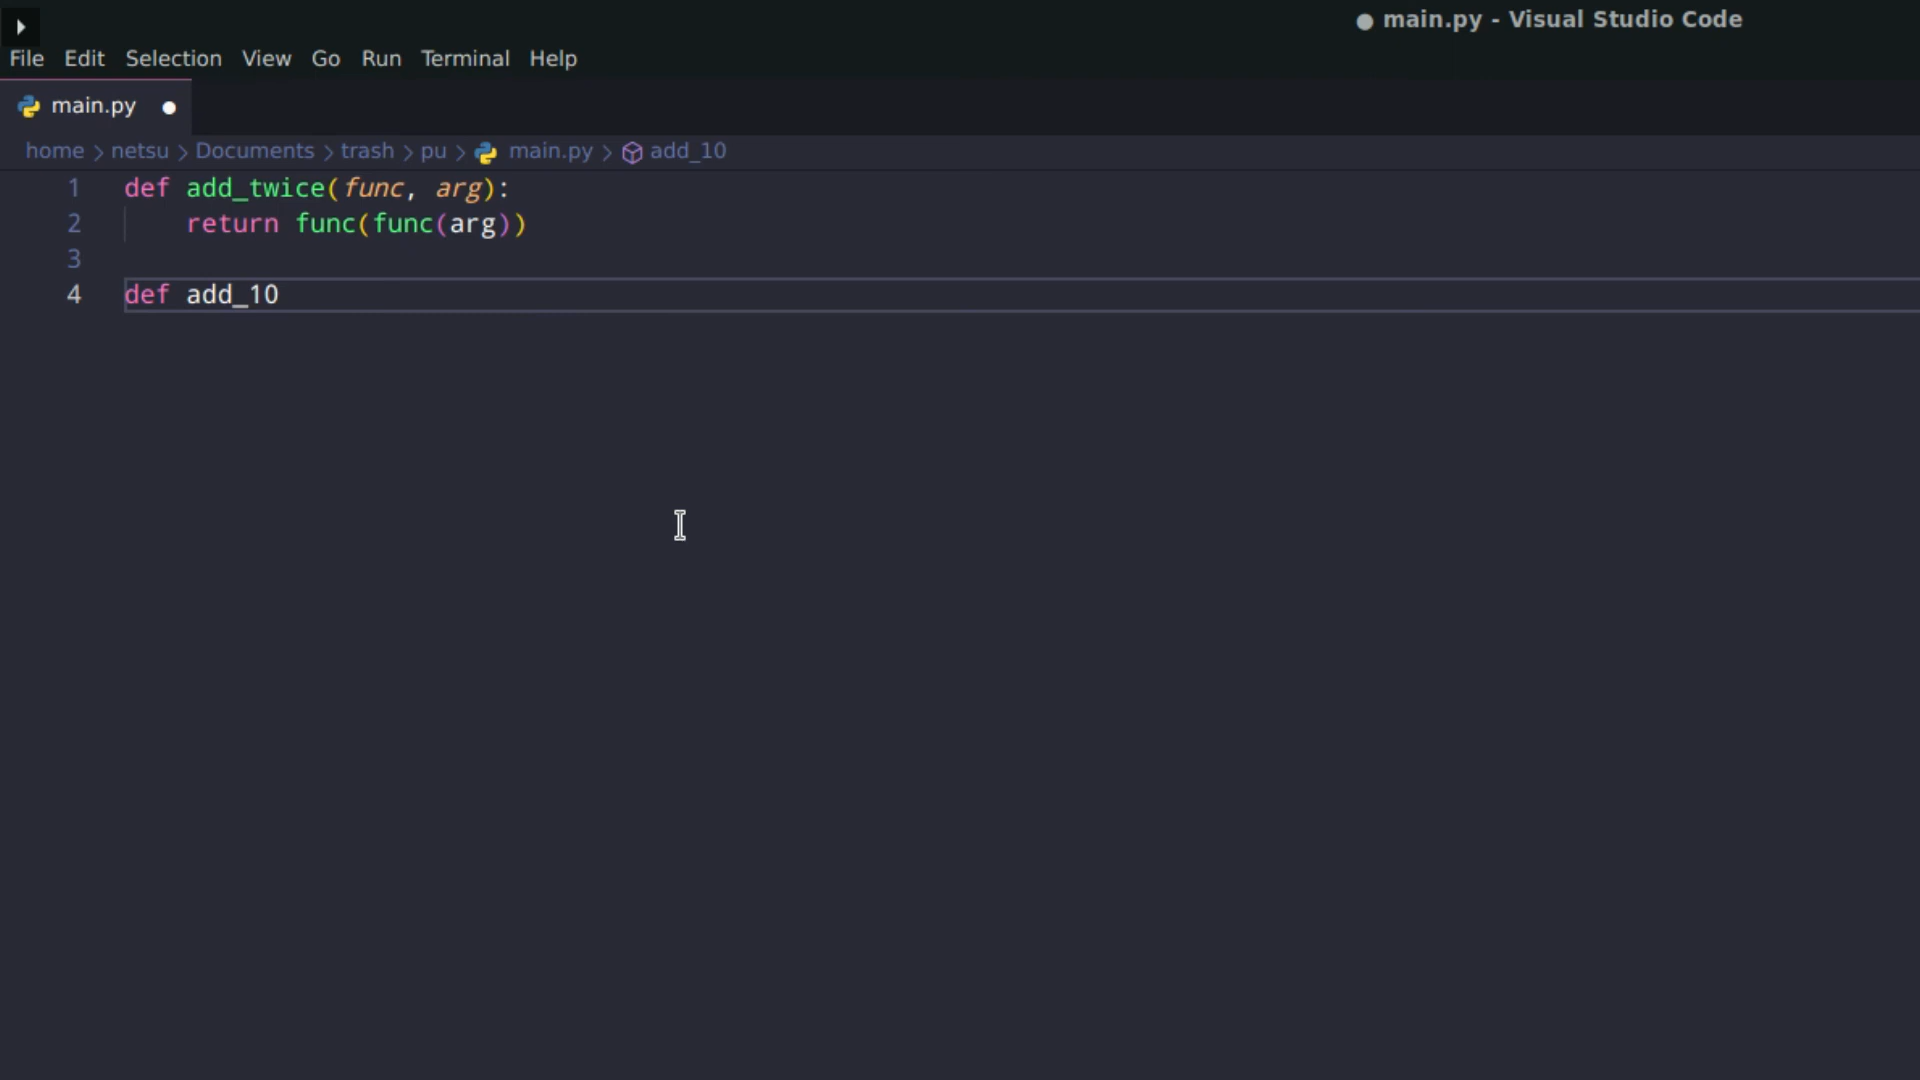 ● main.py - Visual Studio Code
File Edit Selection View Go Run Terminal Help
main.py ●
home > netsu > Documents > trash > pu > main.py > add_10
1 def add_twice(func, arg):
2     return func(func(arg))
3
4 def add_10